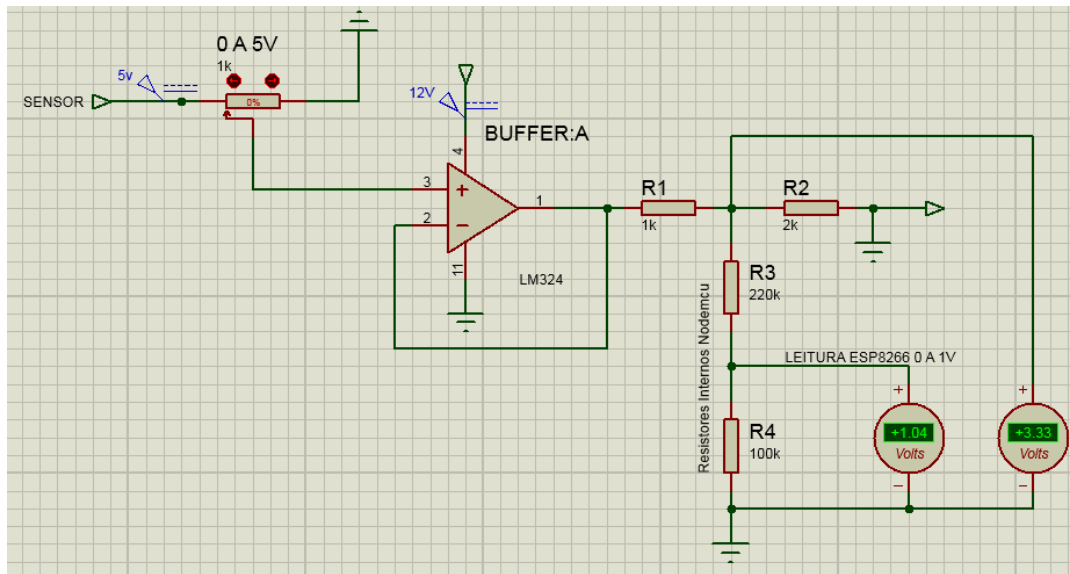 0 A 5V
1k
5v
SENSOR
0%
12V
BUFFER:A
4
3
2
1
11
LM324
R1
1k
R2
2k
R3
220k
Resistores Internos Nodemcu
LEITURA ESP8266 0 A 1V
R4
100k
+1.04
Volts
+3.33
Volts